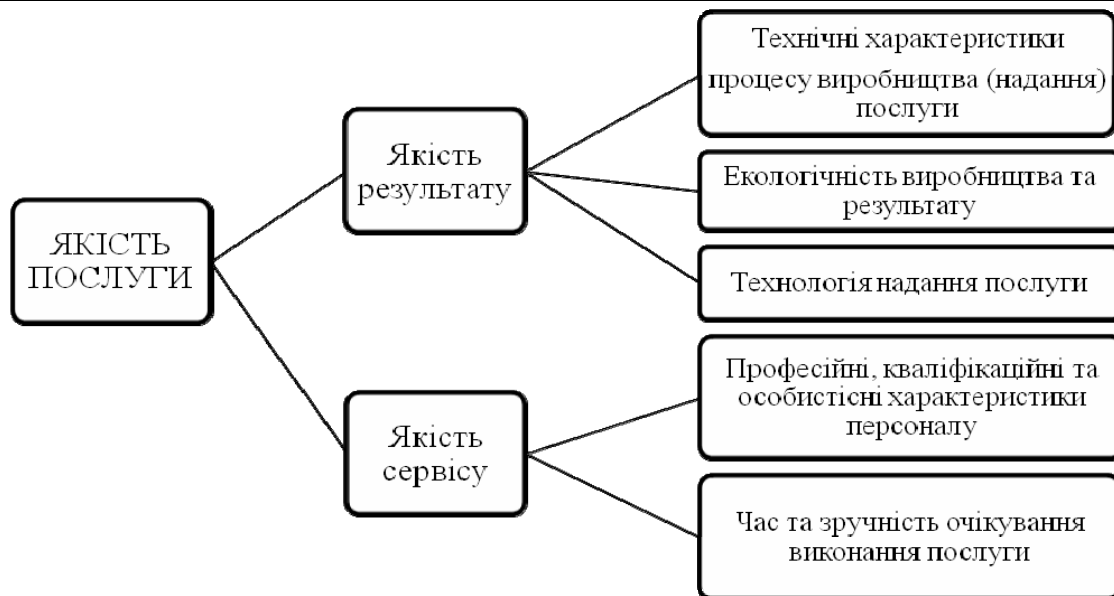 ЯКІСТЬ
ПОСЛУГИ
Якість
результату
Технічні характеристики
процесу виробництва (надання)
послуги
Екологічність виробництва та
результату
Технологія надання послуги
Якість
сервісу
Професійні, кваліфікаційні та
особистісні характеристики
персоналу
Час та зручність очікування
виконання послуги